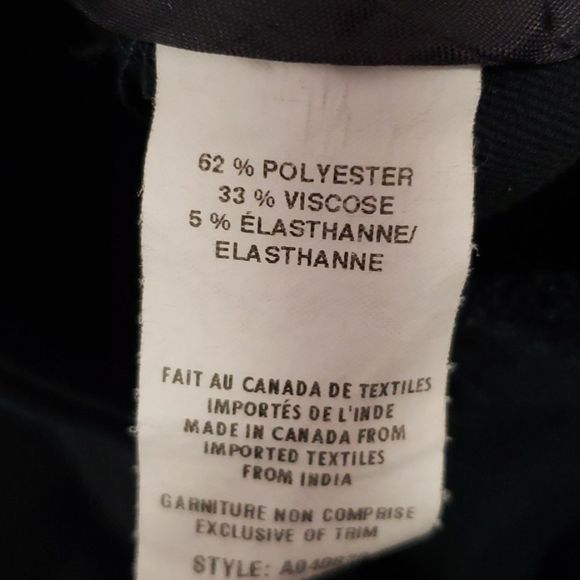 62 % POLYESTER
33 % VISCOSE
5 % ÉLASTHANNE/
ELASTHANNE
FAIT AU CANADA DE TEXTILES
IMPORTÉS DE L'INDE
MADE IN CANADA FROM
IMPORTED TEXTILES
FROM INDIA
GARNITURE NON COMPRISE
EXCLUSIVE OF TRIM
STYLE: